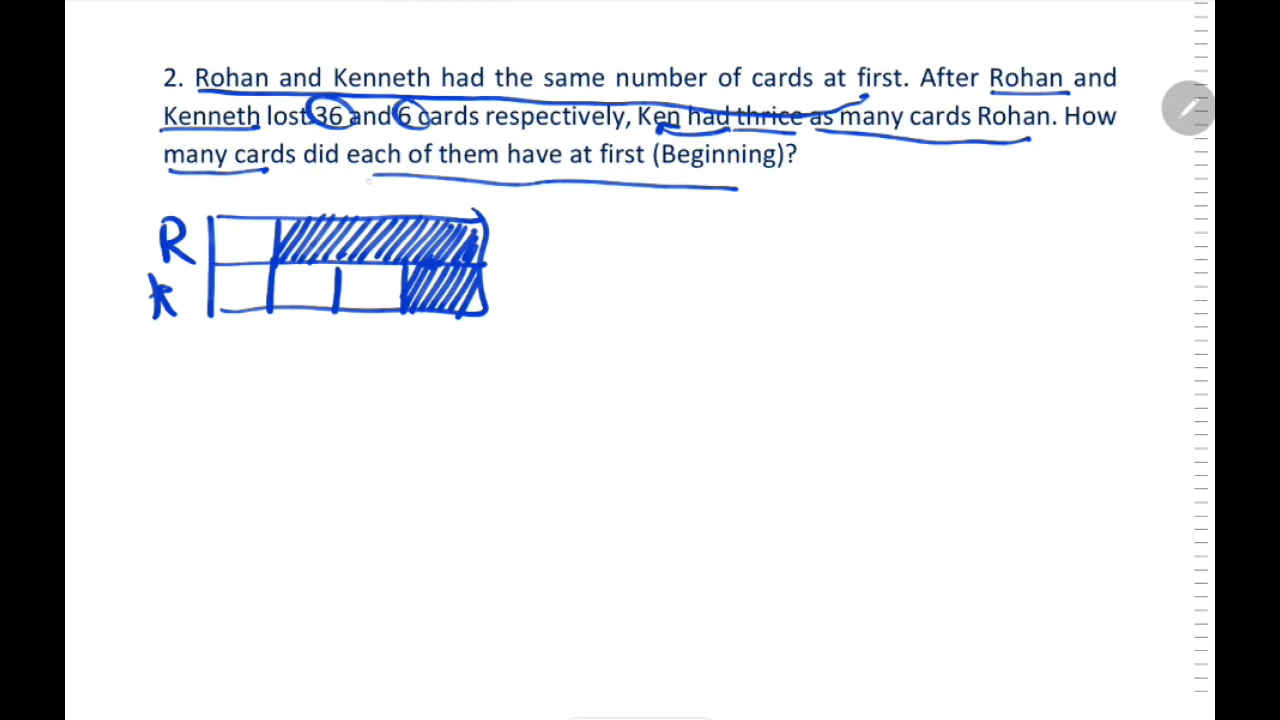 2. Rohan and Kenneth had the same number of cards at first. After Rohan and
Kenneth lost 36 and 6 cards respectively, Ken had thrice as many cards Rohan. How
many cards did each of them have at first (Beginning)?
R
K